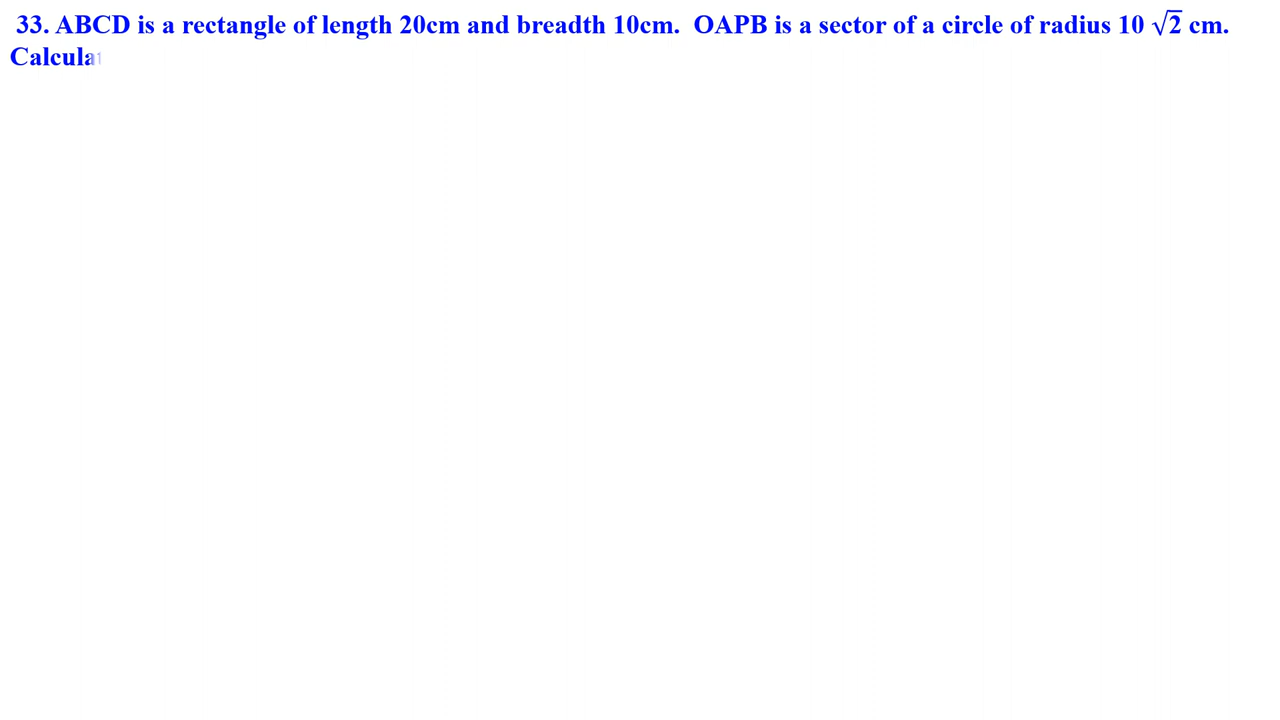 33. ABCD is a rectangle of length 20cm and breadth 10cm. OAPB is a sector of a circle of radius 10 √2 cm.
Calcula